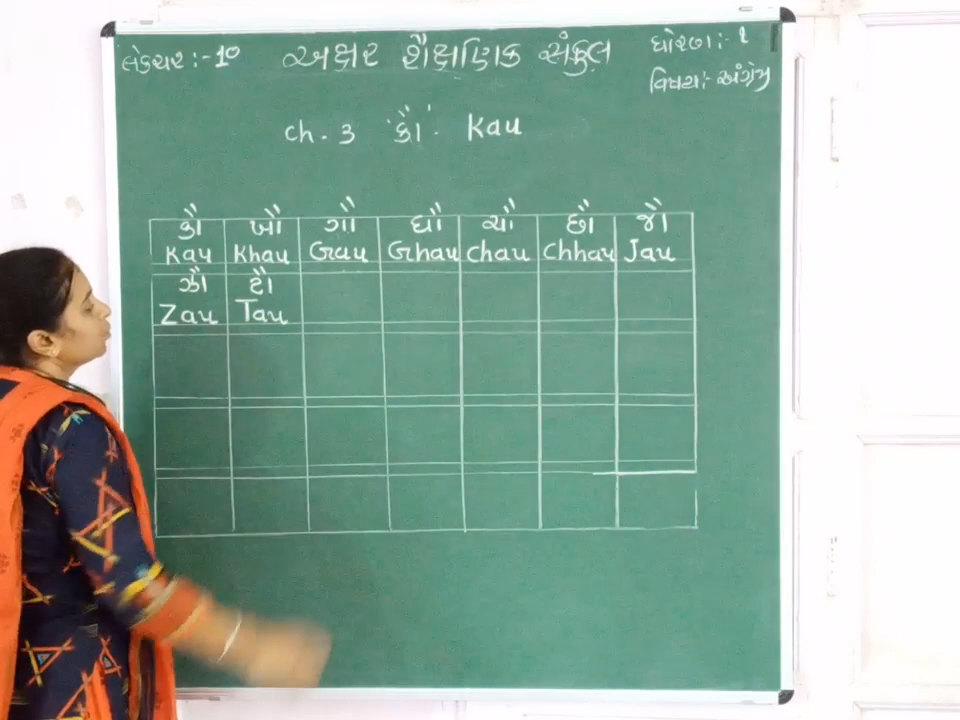 લેકચર :- 10
અક્ષર શૈક્ષણિક સંકુલ
ધોરણ :- ૧
વિષય :- અંગ્રેજી
ch. 3 'કૌ' Kau
કૌ ખૌ ગૌ ઘૌ ચૌ છૌ જૌ
Kau Khau Gau Ghau chau Chhau Jau
ઝૌ ટૌ
Zau Tau